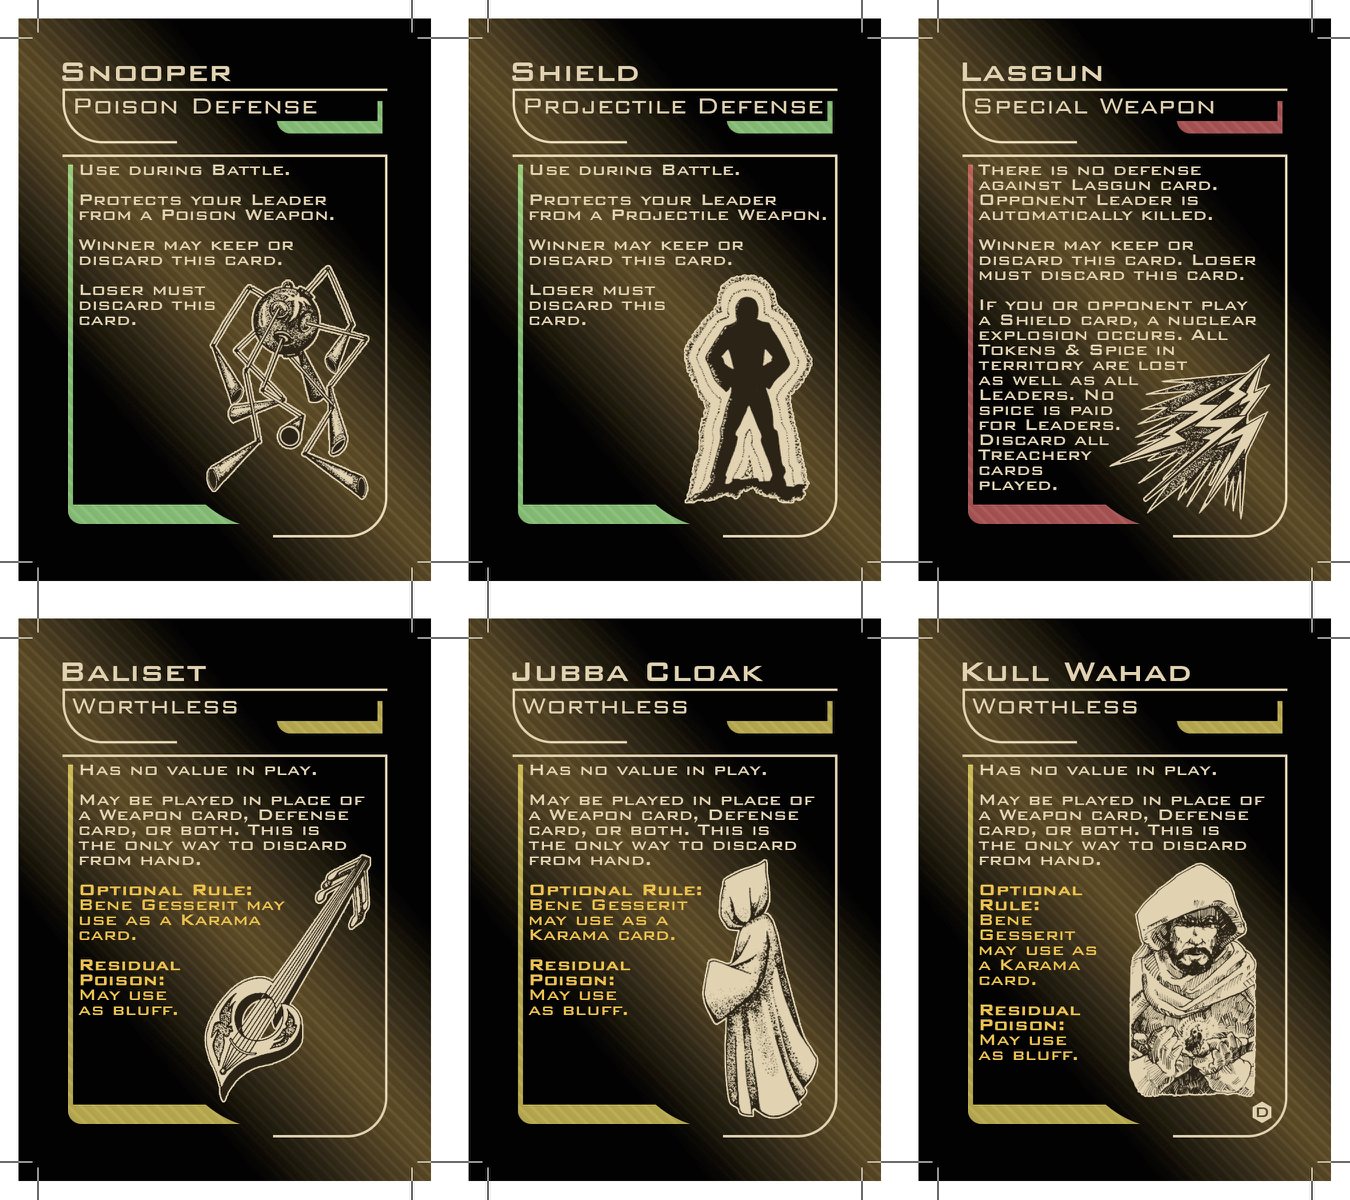 Snooper
Poison Defense
Use during Battle.
Protects your Leader
from a Poison Weapon.
Winner may keep or
discard this card.
Loser must
discard this
card.
Shield
Projectile Defense
Use during Battle.
Protects your Leader
from a Projectile Weapon.
Winner may keep or
discard this card.
Loser must
discard this
card.
Lasgun
Special Weapon
There is no defense
against Lasgun card.
Opponent Leader is
automatically killed.
Winner may keep or
discard this card. Loser
must discard this card.
If you or opponent play
a Shield card, a nuclear
explosion occurs. All
Tokens & Spice in
territory are lost
as well as all
Leaders. No
spice is paid
for Leaders.
Discard all
Treachery
cards
played.
Baliset
Worthless
Has no value in play.
May be played in place of
a Weapon card, Defense
card, or both. This is
the only way to discard
from hand.
Optional Rule:
Bene Gesserit may
use as a Karama
card.
Residual
Poison:
May use
as bluff.
Jubba Cloak
Worthless
Has no value in play.
May be played in place of
a Weapon card, Defense
card, or both. This is
the only way to discard
from hand.
Optional Rule:
Bene Gesserit
may use as a
Karama card.
Residual
Poison:
May use
as bluff.
Kull Wahad
Worthless
Has no value in play.
May be played in place of
a Weapon card, Defense
card, or both. This is
the only way to discard
from hand.
Optional
Rule:
Bene
Gesserit
may use as
a Karama
card.
Residual
Poison:
May use
as bluff.
D